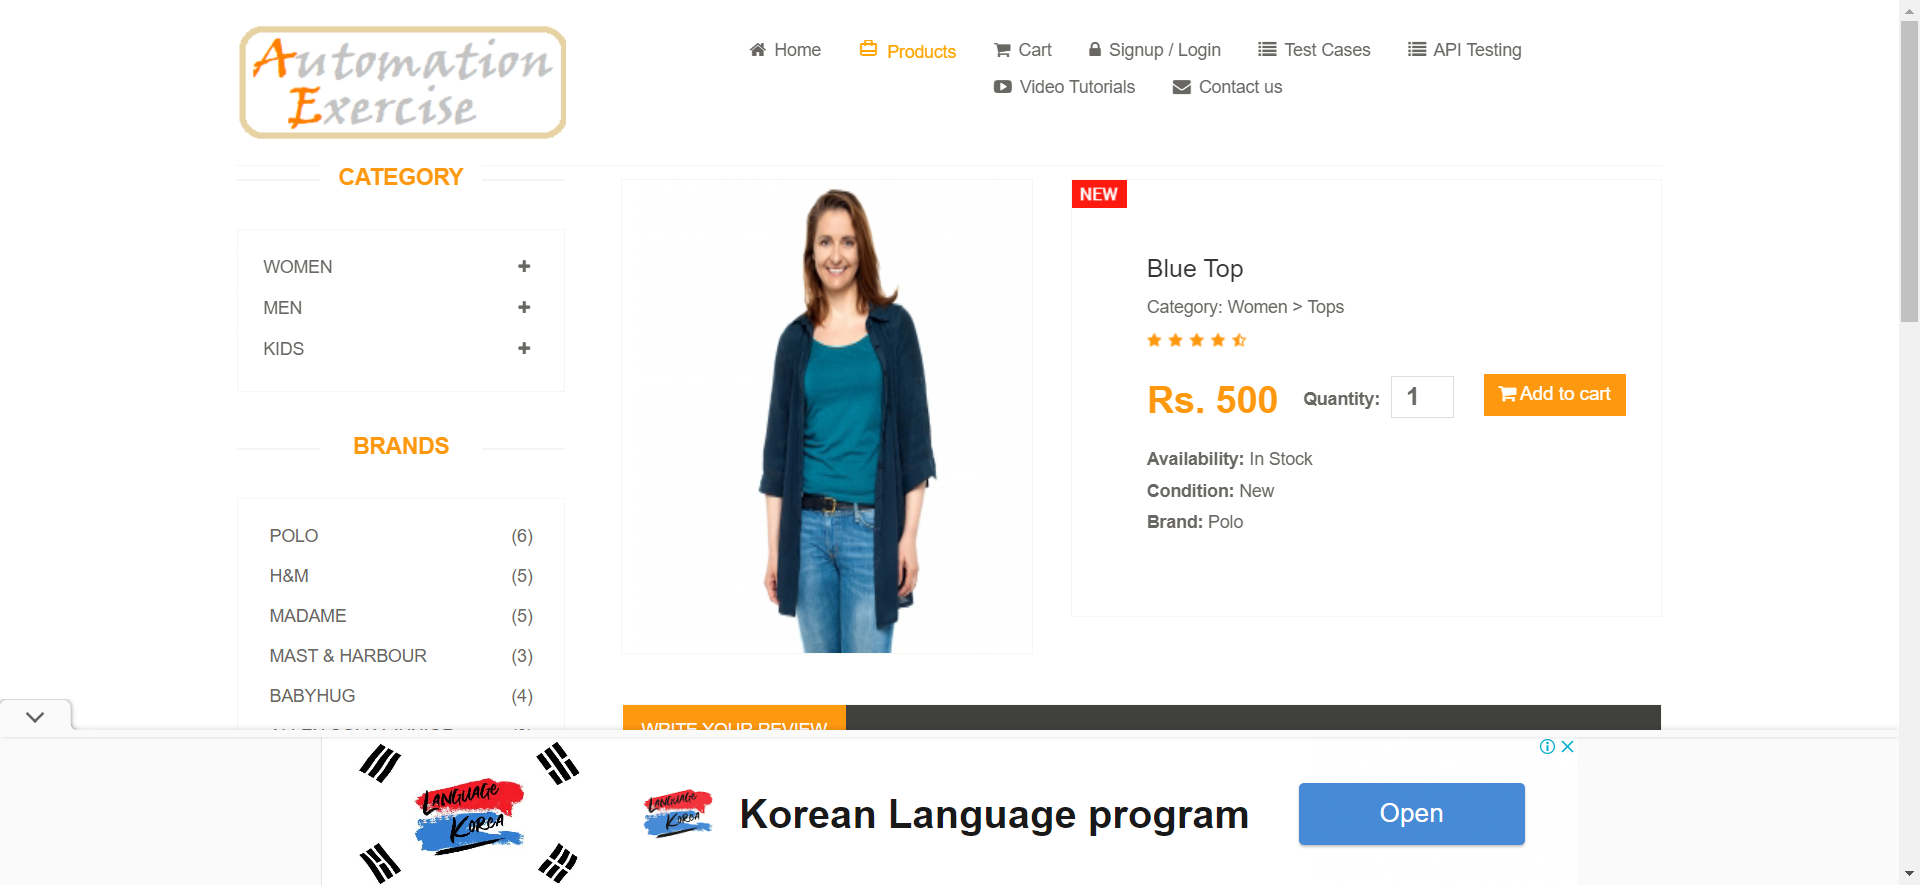 Automation
Exercise
Home
Products
Cart
Signup / Login
Test Cases
API Testing
Video Tutorials
Contact us
CATEGORY
WOMEN
MEN
KIDS
BRANDS
POLO (6)
H&M (5)
MADAME (5)
MAST & HARBOUR (3)
BABYHUG (4)
NEW
Blue Top
Category: Women > Tops
Rs. 500 Quantity: 1 Add to cart
Availability: In Stock
Condition: New
Brand: Polo
WRITE YOUR REVIEW
LANGUAGE
KOREA
LANGUAGE
KOREA
Korean Language program
Open